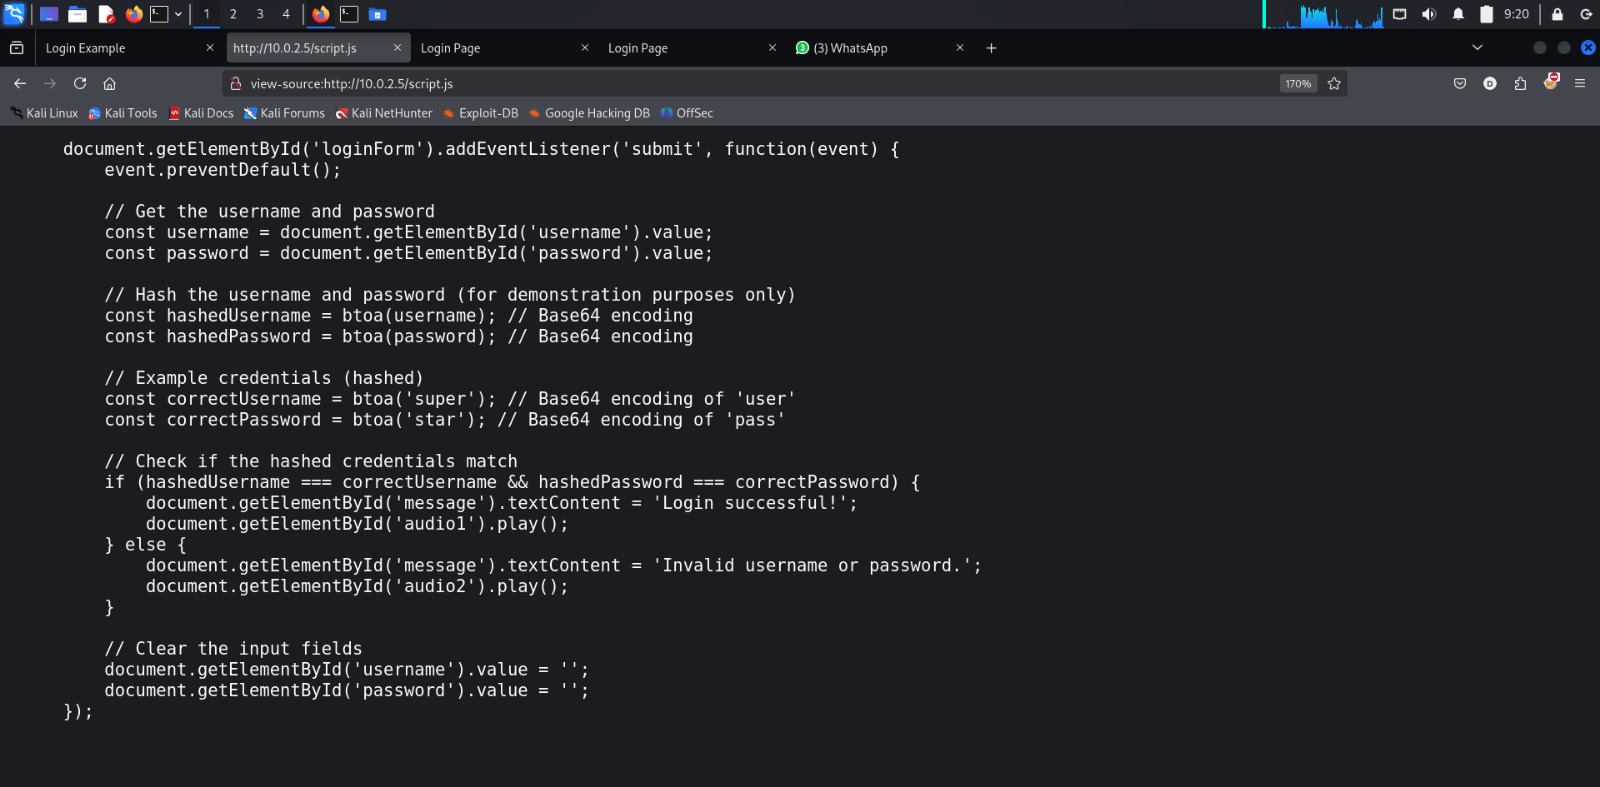 1 2 3 4 9:20
Login Example http://10.0.2.5/script.js Login Page Login Page 3 (3) WhatsApp
view-source:http://10.0.2.5/script.js 170% D
Kali Linux Kali Tools Kali Docs Kali Forums Kali NetHunter Exploit-DB Google Hacking DB OffSec
document.getElementById('loginForm').addEventListener('submit', function(event) {
    event.preventDefault();

    // Get the username and password
    const username = document.getElementById('username').value;
    const password = document.getElementById('password').value;

    // Hash the username and password (for demonstration purposes only)
    const hashedUsername = btoa(username); // Base64 encoding
    const hashedPassword = btoa(password); // Base64 encoding

    // Example credentials (hashed)
    const correctUsername = btoa('super'); // Base64 encoding of 'user'
    const correctPassword = btoa('star'); // Base64 encoding of 'pass'

    // Check if the hashed credentials match
    if (hashedUsername === correctUsername && hashedPassword === correctPassword) {
        document.getElementById('message').textContent = 'Login successful!';
        document.getElementById('audio1').play();
    } else {
        document.getElementById('message').textContent = 'Invalid username or password.';
        document.getElementById('audio2').play();
    }

    // Clear the input fields
    document.getElementById('username').value = '';
    document.getElementById('password').value = '';
});